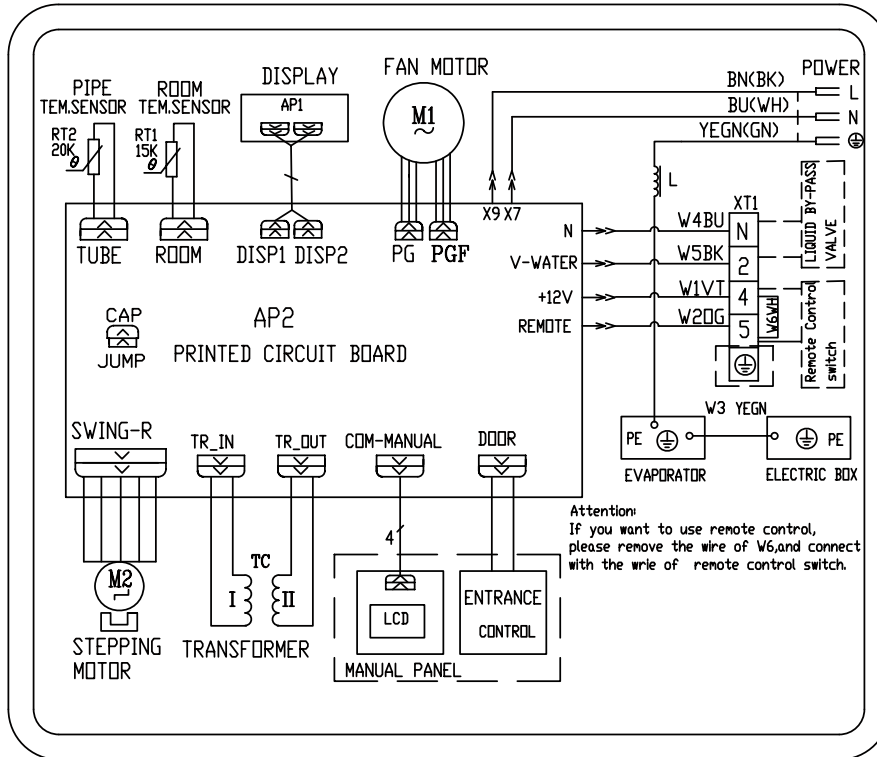 PIPE
TEM.SENSOR
RT2
20K
θ
TUBE
ROOM
TEM.SENSOR
RT1
15K
θ
ROOM
DISPLAY
AP1
DISP1 DISP2
FAN MOTOR
M1
~
PG
PGF
POWER
BN(BK)
L
BU(WH)
N
YEGN(GN)
X9
X7
L
XT1
N
W4BU
N
V-WATER
W5BK
2
+12V
W1VT
4
REMOTE
W2OG
5
W6WH
LIQUID BY-PASS
VALVE
Remote Control
switch
CAP
JUMP
AP2
PRINTED CIRCUIT BOARD
SWING-R
TR_IN
TR_OUT
COM-MANUAL
DOOR
W3 YEGN
PE
EVAPORATOR
PE
ELECTRIC BOX
Attention:
If you want to use remote control,
please remove the wire of W6,and connect
with the wrie of remote control switch.
M2
STEPPING
MOTOR
TC
I
II
TRANSFORMER
4
LCD
MANUAL PANEL
ENTRANCE
CONTROL